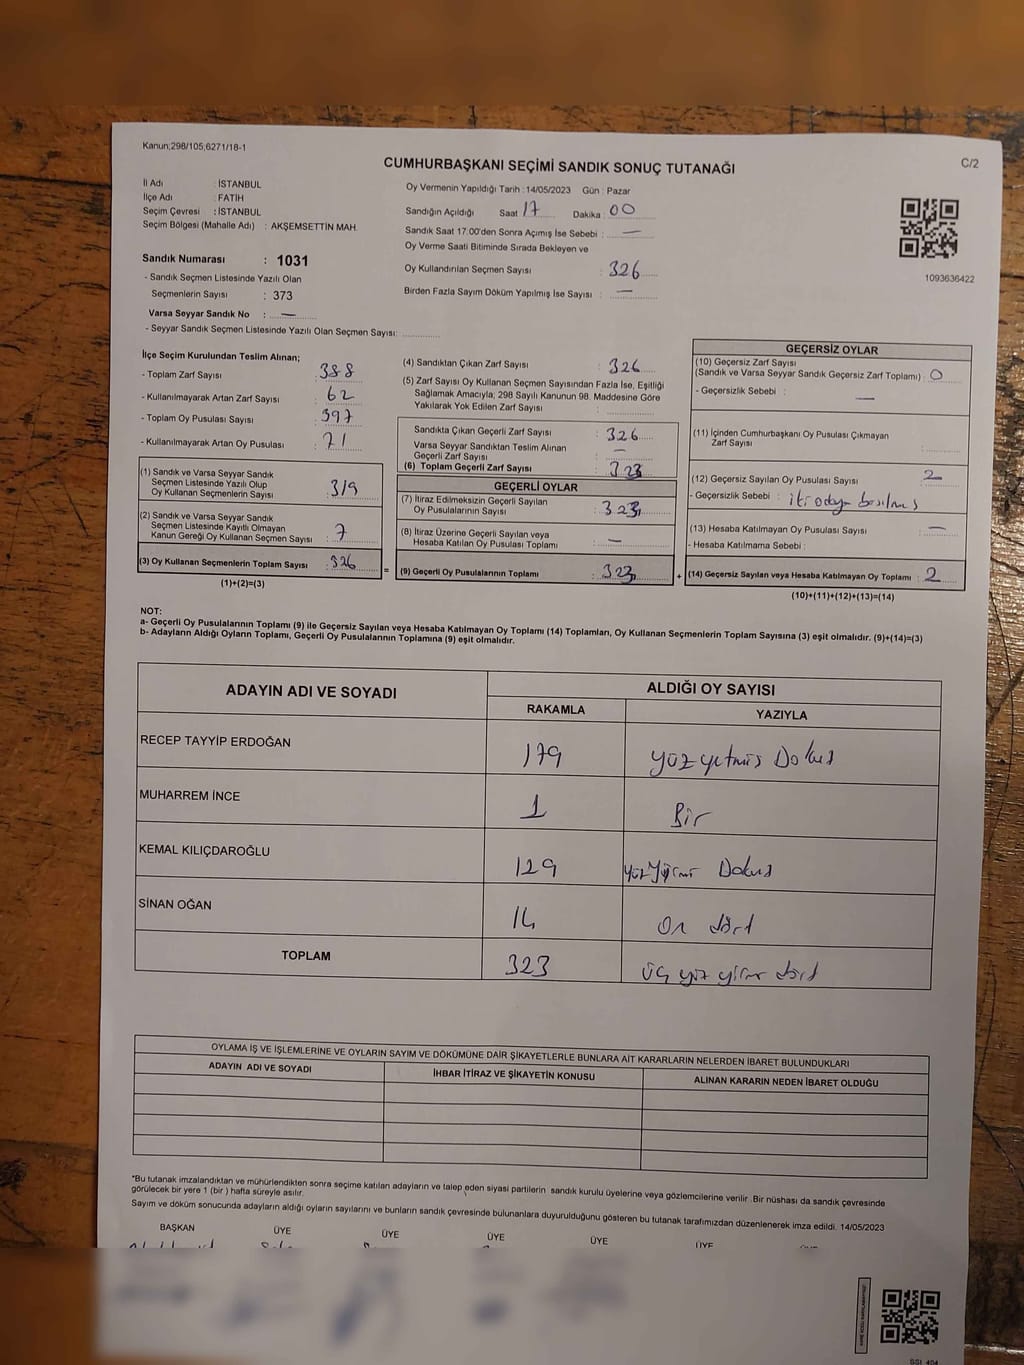 Kanun;298/105,6271/18-1
CUMHURBAŞKANI SEÇİMİ SANDIK SONUÇ TUTANAĞI
C/2
İl Adı : İSTANBUL
İlçe Adı : FATİH
Seçim Çevresi : İSTANBUL
Seçim Bölgesi (Mahalle Adı) : AKŞEMSETTİN MAH.
Sandık Numarası : 1031
- Sandık Seçmen Listesinde Yazılı Olan
Seçmenlerin Sayısı : 373
Varsa Seyyar Sandık No : —
- Seyyar Sandık Seçmen Listesinde Yazılı Olan Seçmen Sayısı:
Oy Vermenin Yapıldığı Tarih : 14/05/2023 Gün : Pazar
Sandığın Açıldığı Saat 17 Dakika : 00
Sandık Saat 17.00'den Sonra Açımış İse Sebebi : —
Oy Verme Saati Bitiminde Sırada Bekleyen ve
Oy Kullandırılan Seçmen Sayısı : 326
Birden Fazla Sayım Döküm Yapılmış İse Sayısı : —
1093636422
İlçe Seçim Kurulundan Teslim Alınan;
- Toplam Zarf Sayısı : 388
- Kullanılmayarak Artan Zarf Sayısı : 62
- Toplam Oy Pusulası Sayısı : 397
- Kullanılmayarak Artan Oy Pusulası : 71
(1) Sandık ve Varsa Seyyar Sandık
Seçmen Listesinde Yazılı Olup
Oy Kullanan Seçmenlerin Sayısı : 319
(2) Sandık ve Varsa Seyyar Sandık
Seçmen Listesinde Kayıtlı Olmayan
Kanun Gereği Oy Kullanan Seçmen Sayısı : 7
(3) Oy Kullanan Seçmenlerin Toplam Sayısı : 326
(1)+(2)=(3)
(4) Sandıktan Çıkan Zarf Sayısı : 326
(5) Zarf Sayısı Oy Kullanan Seçmen Sayısından Fazla İse, Eşitliği
Sağlamak Amacıyla, 298 Sayılı Kanunun 98. Maddesine Göre
Yakılarak Yok Edilen Zarf Sayısı :
Sandıkta Çıkan Geçerli Zarf Sayısı : 326
Varsa Seyyar Sandıktan Teslim Alınan
Geçerli Zarf Sayısı : —
(6) Toplam Geçerli Zarf Sayısı : 323
GEÇERLİ OYLAR
(7) İtiraz Edilmeksizin Geçerli Sayılan
Oy Pusulalarının Sayısı : 323
(8) İtiraz Üzerine Geçerli Sayılan veya
Hesaba Katılan Oy Pusulası Toplamı : —
= (9) Geçerli Oy Pusulalarının Toplamı : 323
GEÇERSİZ OYLAR
(10) Geçersiz Zarf Sayısı
(Sandık ve Varsa Seyyar Sandık Geçersiz Zarf Toplamı) : 0
- Geçersizlik Sebebi : —
(11) İçinden Cumhurbaşkanı Oy Pusulası Çıkmayan
Zarf Sayısı :
(12) Geçersiz Sayılan Oy Pusulası Sayısı : 2
- Geçersizlik Sebebi : iki adaya basılmış
(13) Hesaba Katılmayan Oy Pusulası Sayısı : —
- Hesaba Katılmama Sebebi :
+ (14) Geçersiz Sayılan veya Hesaba Katılmayan Oy Toplamı : 2
(10)+(11)+(12)+(13)=(14)
NOT:
a- Geçerli Oy Pusulalarının Toplamı (9) ile Geçersiz Sayılan veya Hesaba Katılmayan Oy Toplamı (14) Toplamları, Oy Kullanan Seçmenlerin Toplam Sayısına (3) eşit olmalıdır. (9)+(14)=(3)
b- Adayların Aldığı Oyların Toplamı, Geçerli Oy Pusulalarının Toplamına (9) eşit olmalıdır.
ADAYIN ADI VE SOYADI
ALDIĞI OY SAYISI
RAKAMLA
YAZIYLA
RECEP TAYYİP ERDOĞAN 179 yüz yetmiş Dokuz
MUHARREM İNCE 1 Bir
KEMAL KILIÇDAROĞLU 129 yüz yirmi Dokuz
SİNAN OĞAN 14 on dört
TOPLAM 323 üç yüz yirmi dört
OYLAMA İŞ VE İŞLEMLERİNE VE OYLARIN SAYIM VE DÖKÜMÜNE DAİR ŞİKAYETLERLE BUNLARA AİT KARARLARIN NELERDEN İBARET BULUNDUKLARI
ADAYIN ADI VE SOYADI
İHBAR İTİRAZ VE ŞİKAYETİN KONUSU
ALINAN KARARIN NEDEN İBARET OLDUĞU
*Bu tutanak imzalandıktan ve mühürlendikten sonra seçime katılan adayların ve talep eden siyasi partilerin sandık kurulu üyelerine veya gözlemcilerine verilir. Bir nüshası da sandık çevresinde
görülecek bir yere 1 (bir) hafta süreyle asılır.
Sayım ve döküm sonucunda adayların aldığı oyların sayılarını ve bunların sandık çevresinde bulunanlara duyurulduğunu gösteren bu tutanak tarafımızdan düzenlenerek imza edildi. 14/05/2023
BAŞKAN ÜYE ÜYE ÜYE ÜYE ÜYE